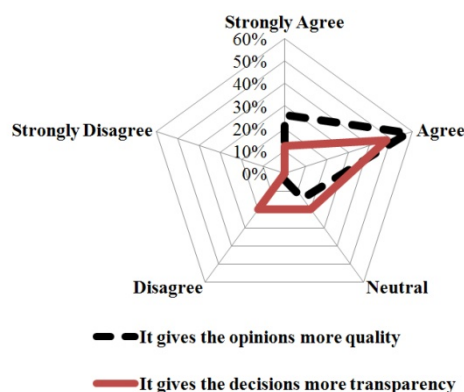 Strongly Agree
60%
50%
40%
30%
20%
10%
0%
Agree
Neutral
Disagree
Strongly Disagree
It gives the opinions more quality
It gives the decisions more transparency